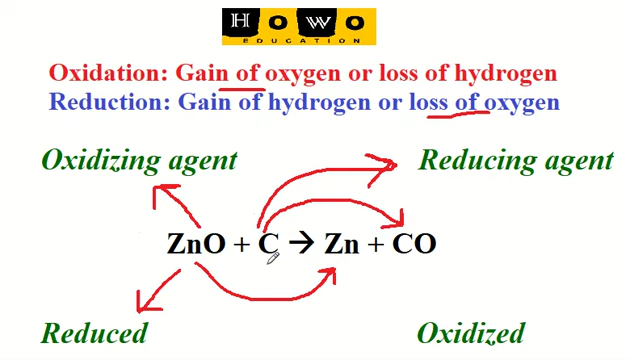 HOWO
EDUCATION
Oxidation: Gain of oxygen or loss of hydrogen
Reduction: Gain of hydrogen or loss of oxygen
Oxidizing agent
Reducing agent
ZnO + C → Zn + CO
Reduced
Oxidized